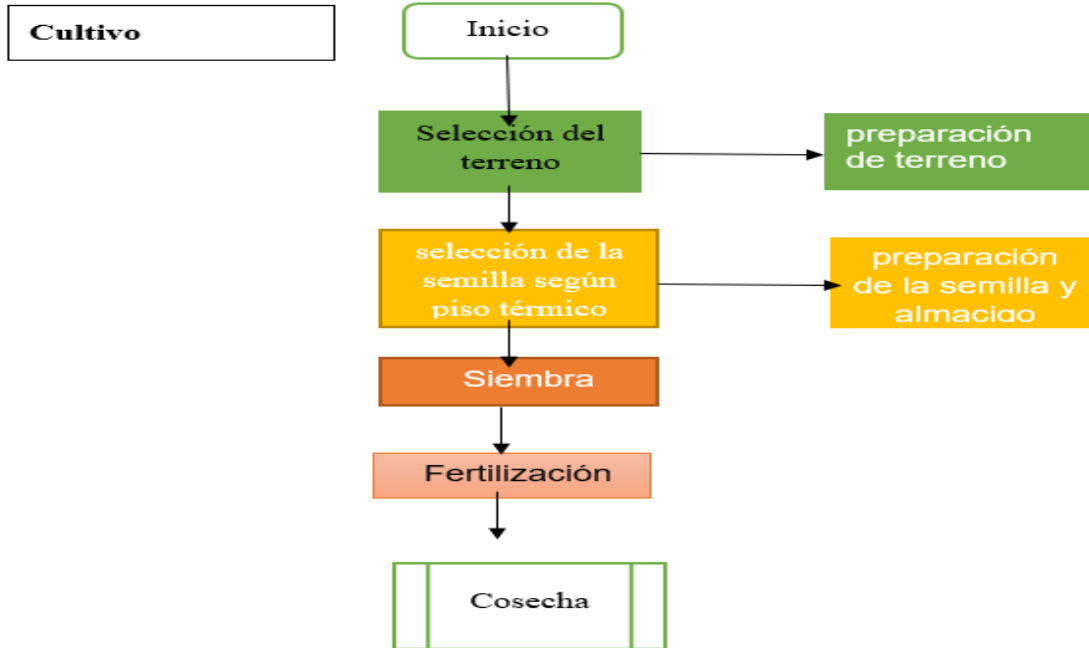 Cultivo
Inicio
Selección del
terreno
preparación
de terreno
selección de la
semilla según
piso térmico
preparación
de la semilla y
almacigo
Siembra
Fertilización
Cosecha